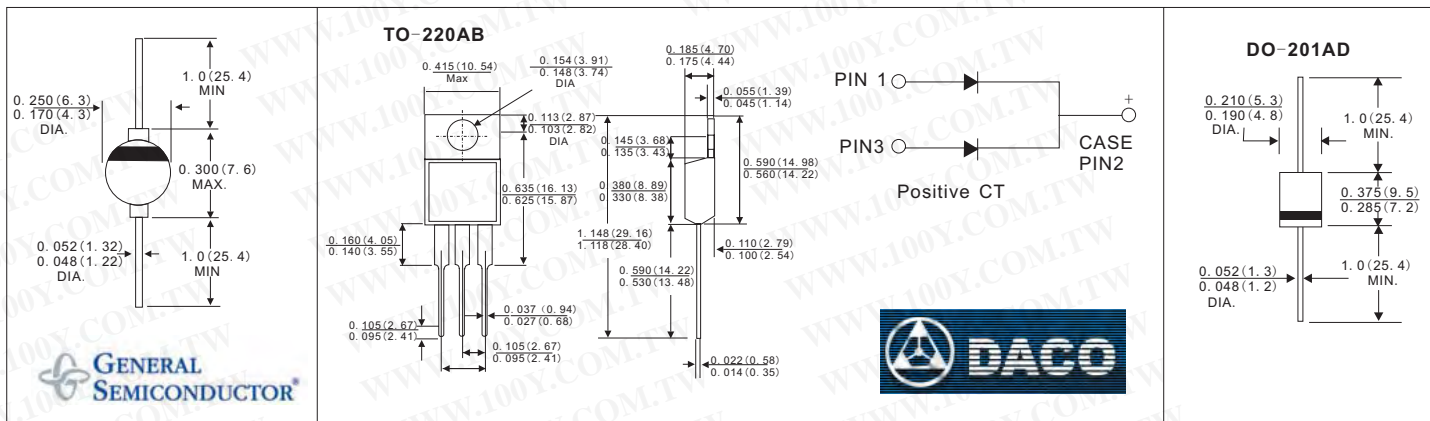 1.0(25.4)
MIN
0.250(6.3)
0.170(4.3)
DIA.
0.300(7.6)
MAX.
0.052(1.32)
0.048(1.22)
DIA.
1.0(25.4)
MIN
GENERAL
SEMICONDUCTOR®
TO-220AB
0.415(10.54)
Max
0.154(3.91)
0.148(3.74)
DIA
0.113(2.87)
0.103(2.82)
DIA
0.635(16.13)
0.625(15.87)
0.160(4.05)
0.140(3.55)
0.105(2.67)
0.095(2.41)
0.037(0.94)
0.027(0.68)
0.105(2.67)
0.095(2.41)
0.185(4.70)
0.175(4.44)
0.055(1.39)
0.045(1.14)
0.145(3.68)
0.135(3.43)
0.380(8.89)
0.330(8.38)
0.590(14.98)
0.560(14.22)
1.148(29.16)
1.118(28.40)
0.110(2.79)
0.100(2.54)
0.590(14.22)
0.530(13.48)
0.022(0.58)
0.014(0.35)
PIN 1
PIN3
+
CASE
PIN2
Positive CT
DACO
DO-201AD
0.210(5.3)
0.190(4.8)
DIA.
1.0(25.4)
MIN.
0.375(9.5)
0.285(7.2)
0.052(1.3)
0.048(1.2)
DIA.
1.0(25.4)
MIN.
WWW.100Y.COM.TW